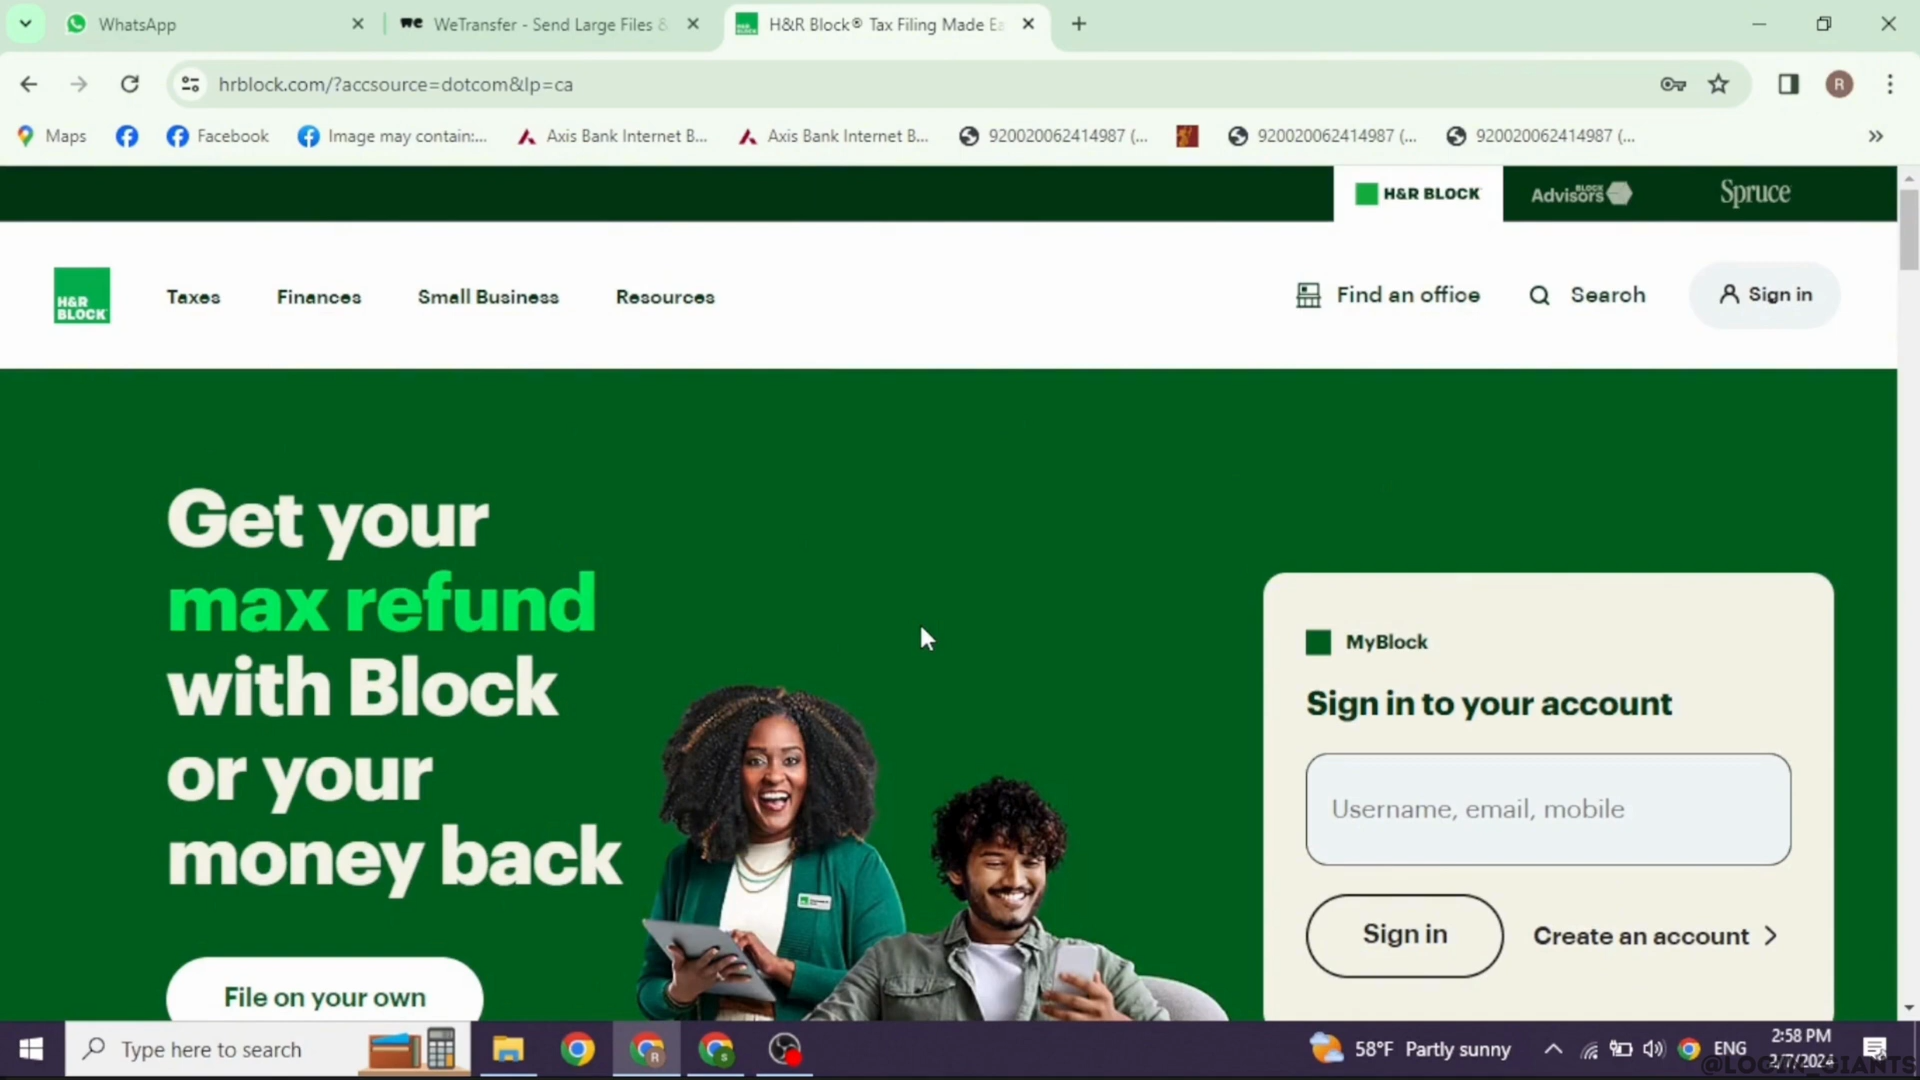 WhatsApp
WeTransfer - Send Large Files &
H&R Block® Tax Filing Made Ea
hrblock.com/?accsource=dotcom&lp=ca
R
Maps
Facebook
Image may contain:...
Axis Bank Internet B...
Axis Bank Internet B...
920020062414987 (...
920020062414987 (...
920020062414987 (...
H&R BLOCK
BLOCK Advisors
Spruce
H&R BLOCK
Taxes
Finances
Small Business
Resources
Find an office
Search
Sign in
Get your
max refund
with Block
or your
money back
File on your own
MyBlock
Sign in to your account
Username, email, mobile
Sign in
Create an account
Type here to search
58°F Partly sunny
ENG
2:58 PM
2/7/2024
@LOGIN_GIANTS